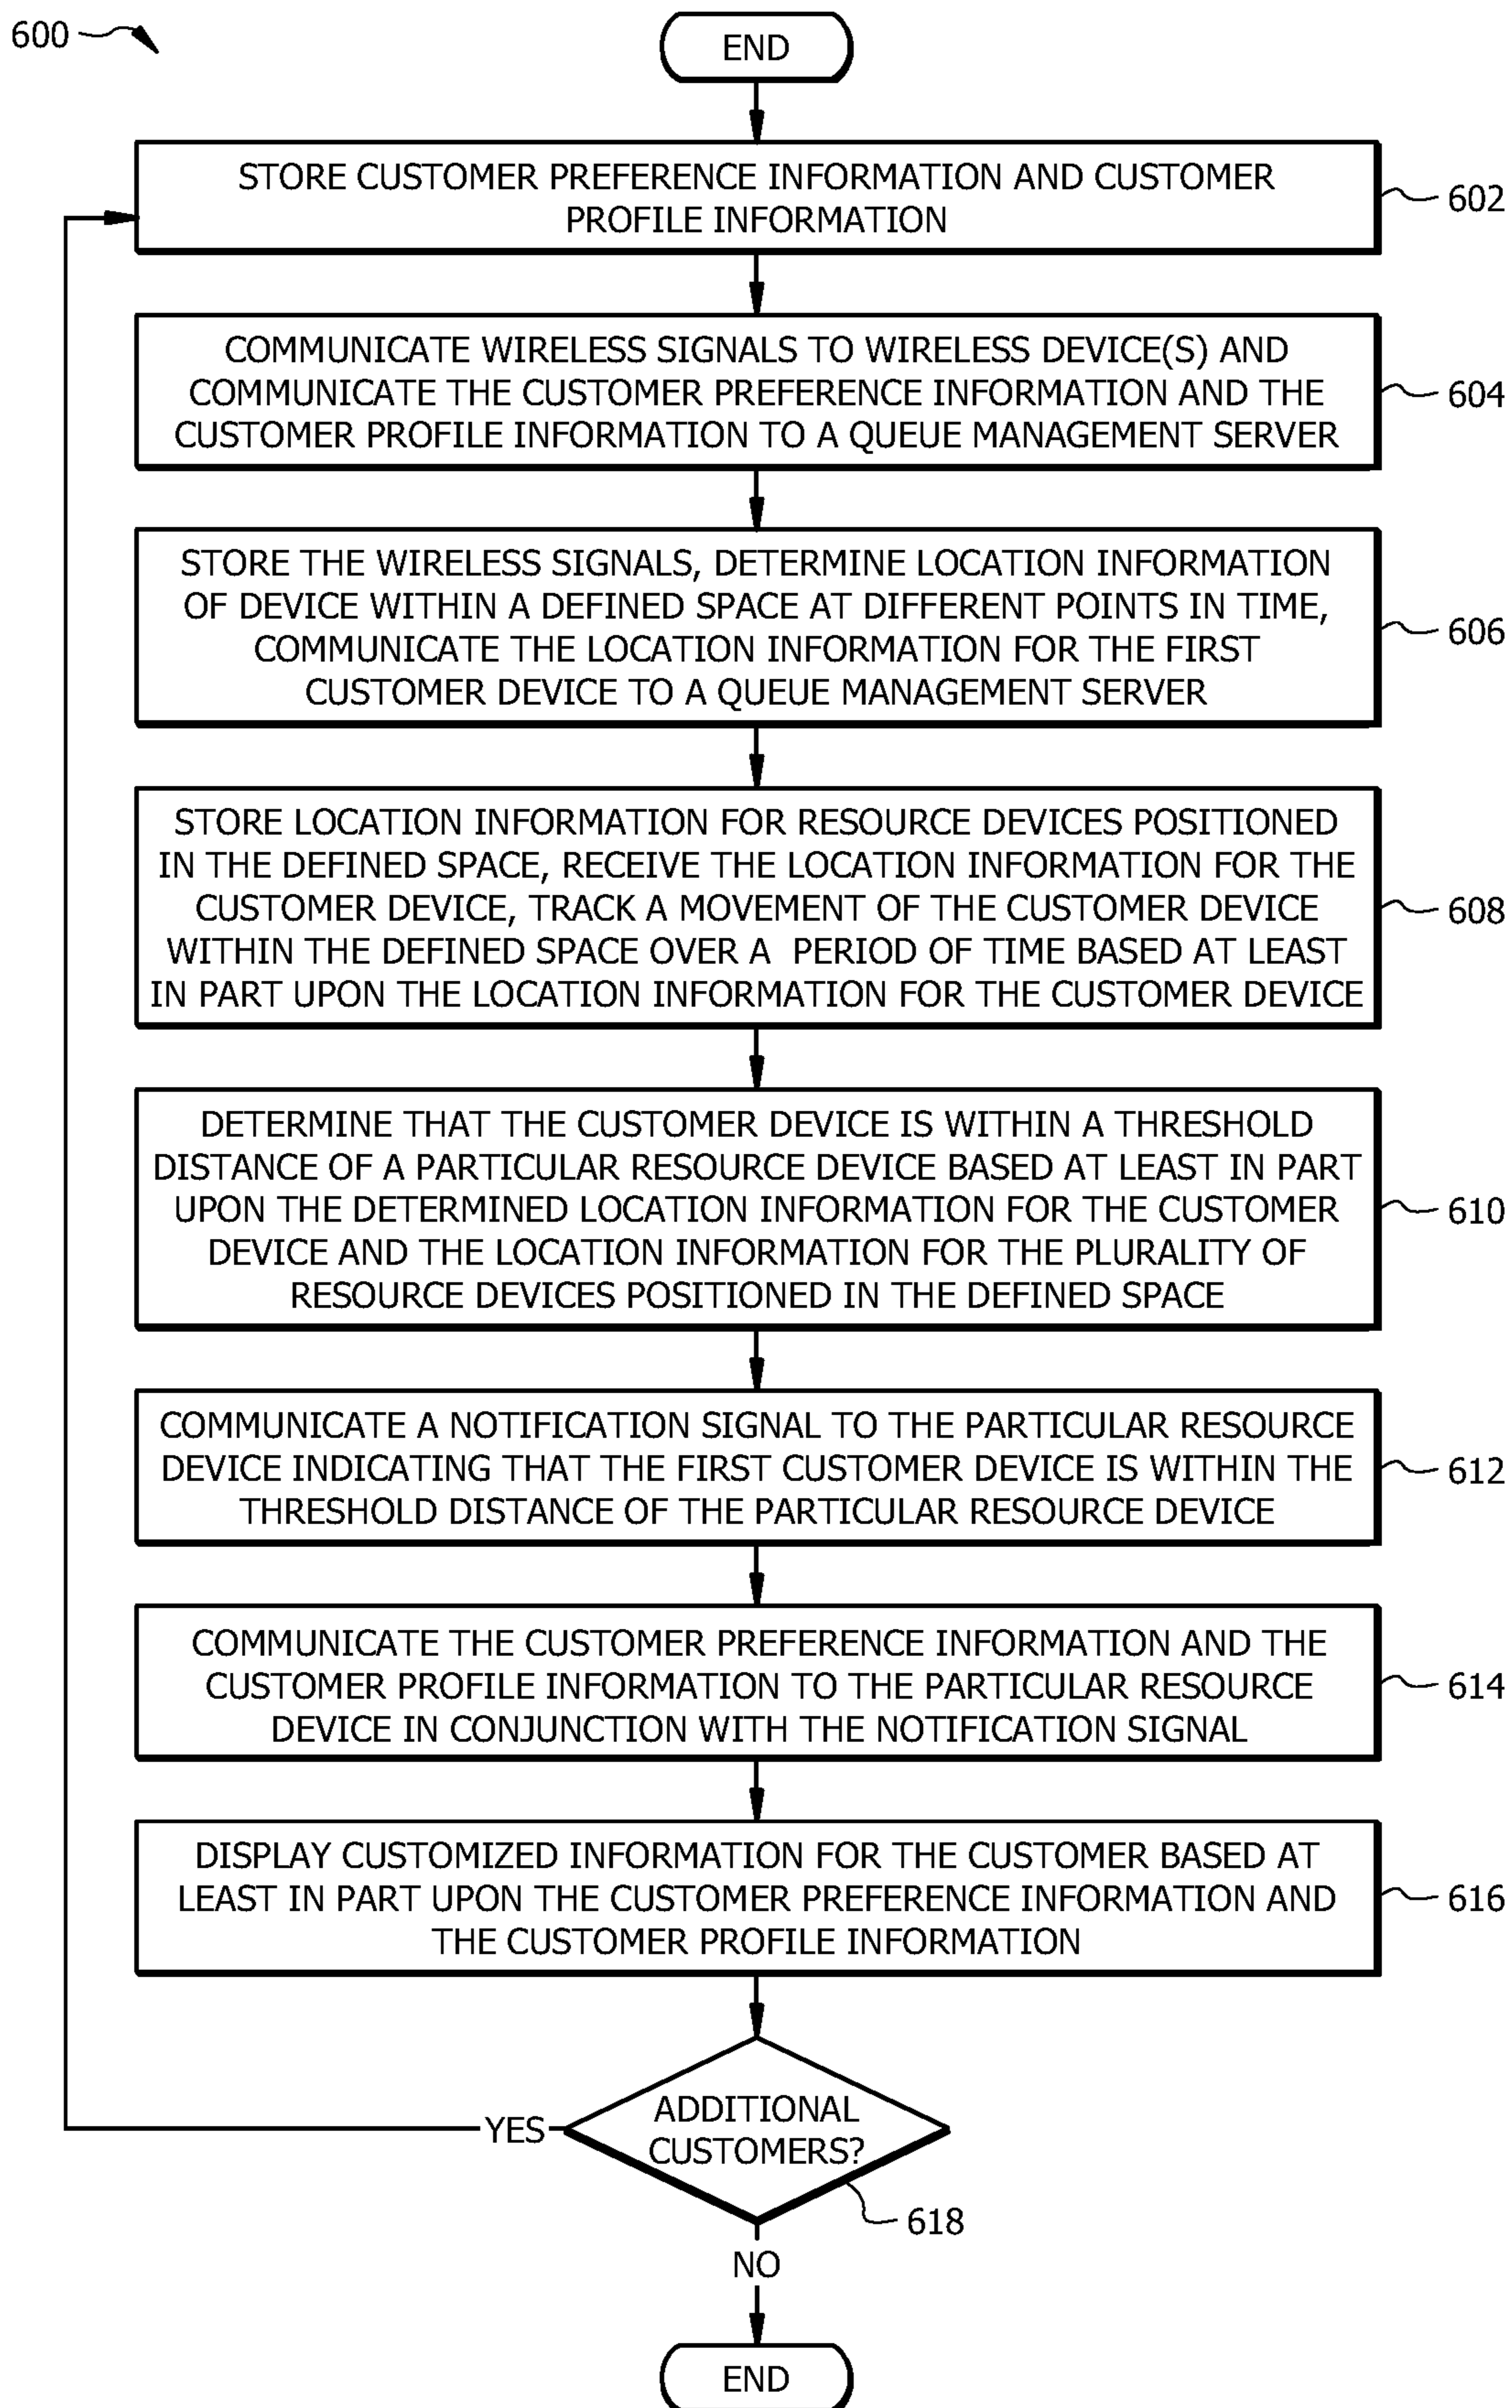 600
END
STORE CUSTOMER PREFERENCE INFORMATION AND CUSTOMER
PROFILE INFORMATION
602
COMMUNICATE WIRELESS SIGNALS TO WIRELESS DEVICE(S) AND
COMMUNICATE THE CUSTOMER PREFERENCE INFORMATION AND THE
CUSTOMER PROFILE INFORMATION TO A QUEUE MANAGEMENT SERVER
604
STORE THE WIRELESS SIGNALS, DETERMINE LOCATION INFORMATION
OF DEVICE WITHIN A DEFINED SPACE AT DIFFERENT POINTS IN TIME,
COMMUNICATE THE LOCATION INFORMATION FOR THE FIRST
CUSTOMER DEVICE TO A QUEUE MANAGEMENT SERVER
606
STORE LOCATION INFORMATION FOR RESOURCE DEVICES POSITIONED
IN THE DEFINED SPACE, RECEIVE THE LOCATION INFORMATION FOR THE
CUSTOMER DEVICE, TRACK A MOVEMENT OF THE CUSTOMER DEVICE
WITHIN THE DEFINED SPACE OVER A PERIOD OF TIME BASED AT LEAST
IN PART UPON THE LOCATION INFORMATION FOR THE CUSTOMER DEVICE
608
DETERMINE THAT THE CUSTOMER DEVICE IS WITHIN A THRESHOLD
DISTANCE OF A PARTICULAR RESOURCE DEVICE BASED AT LEAST IN PART
UPON THE DETERMINED LOCATION INFORMATION FOR THE CUSTOMER
DEVICE AND THE LOCATION INFORMATION FOR THE PLURALITY OF
RESOURCE DEVICES POSITIONED IN THE DEFINED SPACE
610
COMMUNICATE A NOTIFICATION SIGNAL TO THE PARTICULAR RESOURCE
DEVICE INDICATING THAT THE FIRST CUSTOMER DEVICE IS WITHIN THE
THRESHOLD DISTANCE OF THE PARTICULAR RESOURCE DEVICE
612
COMMUNICATE THE CUSTOMER PREFERENCE INFORMATION AND THE
CUSTOMER PROFILE INFORMATION TO THE PARTICULAR RESOURCE
DEVICE IN CONJUNCTION WITH THE NOTIFICATION SIGNAL
614
DISPLAY CUSTOMIZED INFORMATION FOR THE CUSTOMER BASED AT
LEAST IN PART UPON THE CUSTOMER PREFERENCE INFORMATION AND
THE CUSTOMER PROFILE INFORMATION
616
ADDITIONAL
CUSTOMERS?
YES
618
NO
END